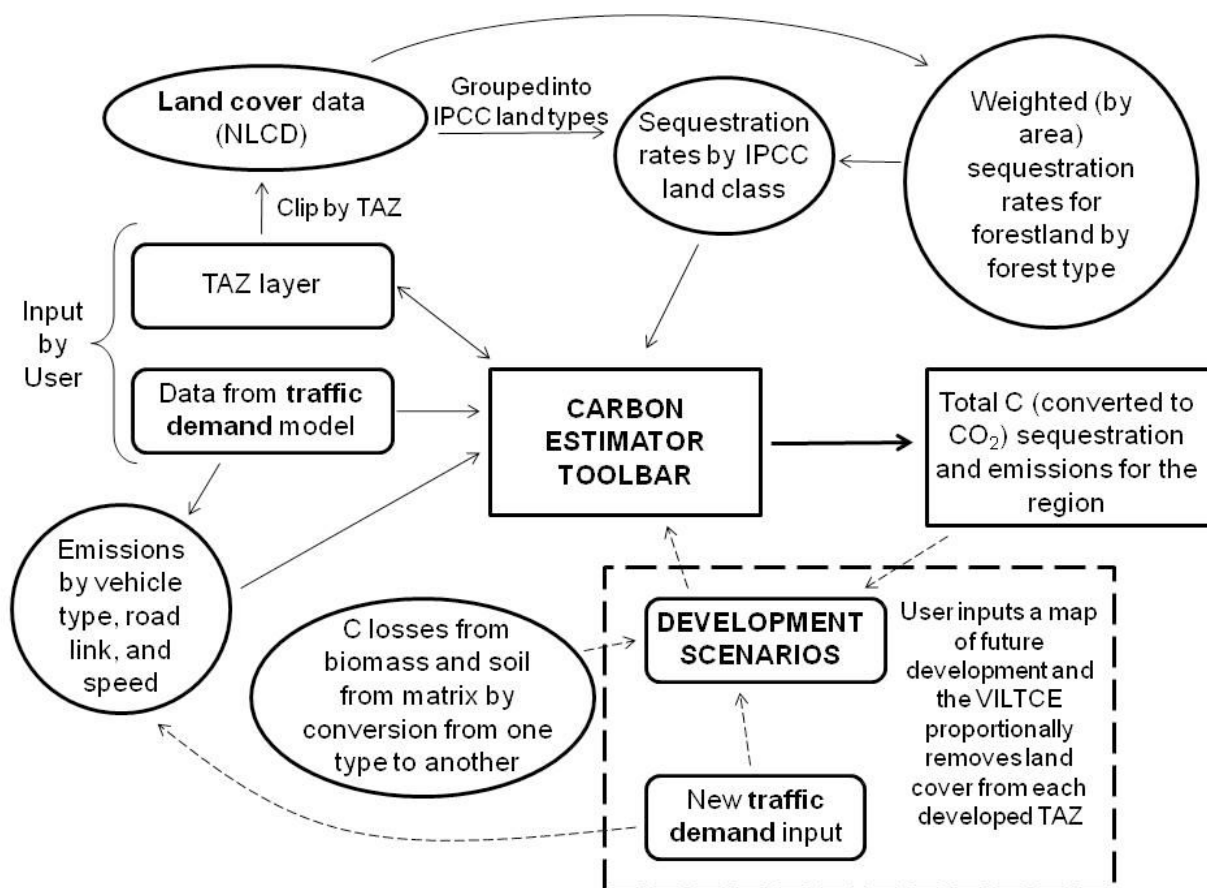 Land cover data
(NLCD)
Grouped into
IPCC land types
Sequestration
rates by IPCC
land class
Weighted (by
area)
sequestration
rates for
forestland by
forest type
Clip by TAZ
Input
by
User
TAZ layer
Data from traffic
demand model
CARBON
ESTIMATOR
TOOLBAR
Total C (converted to
CO₂) sequestration
and emissions for the
region
Emissions
by vehicle
type, road
link, and
speed
C losses from
biomass and soil
from matrix by
conversion from one
type to another
DEVELOPMENT
SCENARIOS
User inputs a map
of future
development and
the VILTCE
proportionally
removes land
cover from each
developed TAZ
New traffic
demand input